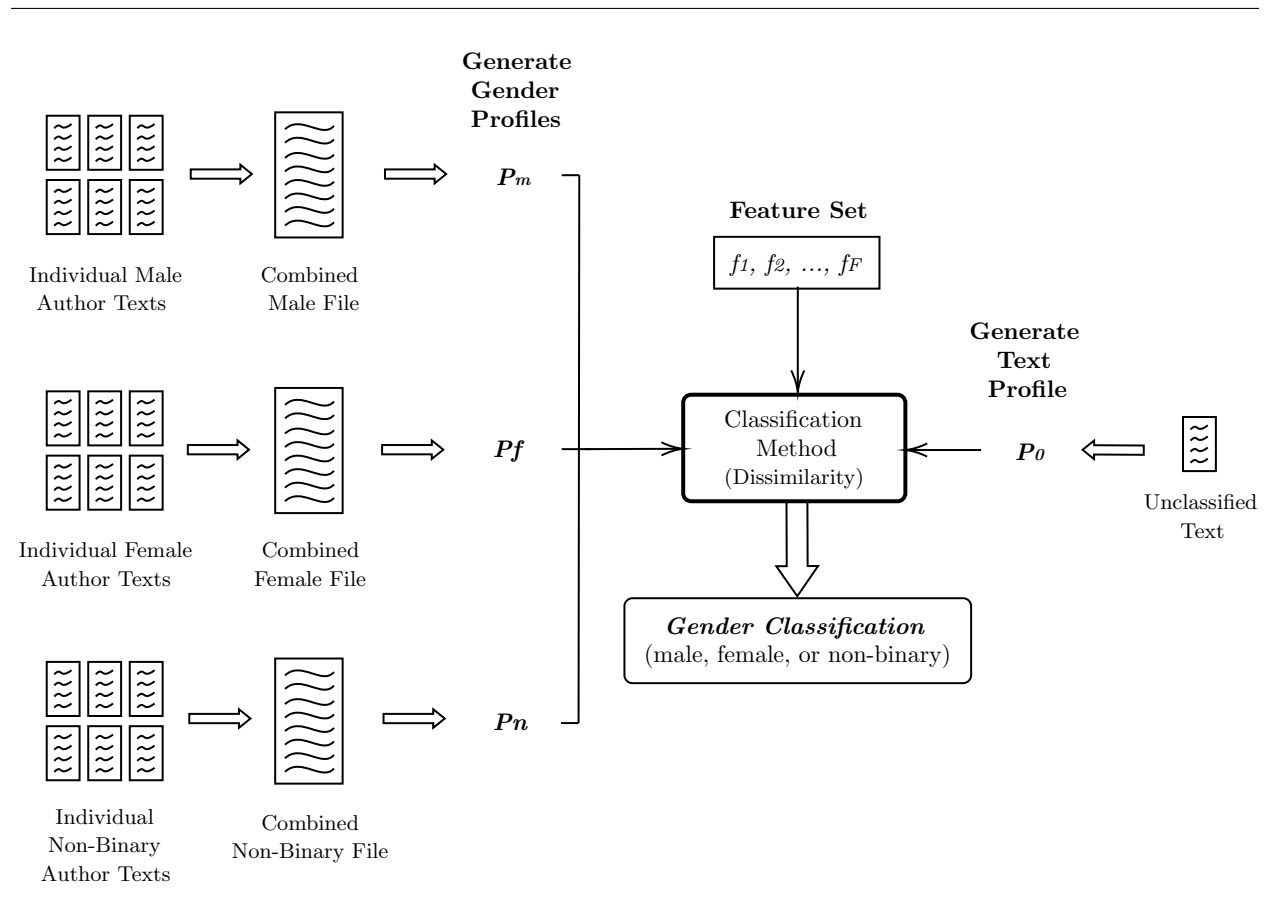 Generate
Gender
Profiles
Individual Male
Author Texts
Combined
Male File
Pm
Feature Set
f1, f2, ..., fF
Individual Female
Author Texts
Combined
Female File
Pf
Classification
Method
(Dissimilarity)
Generate
Text
Profile
P0
Unclassified
Text
Gender Classification
(male, female, or non-binary)
Individual
Non-Binary
Author Texts
Combined
Non-Binary File
Pn